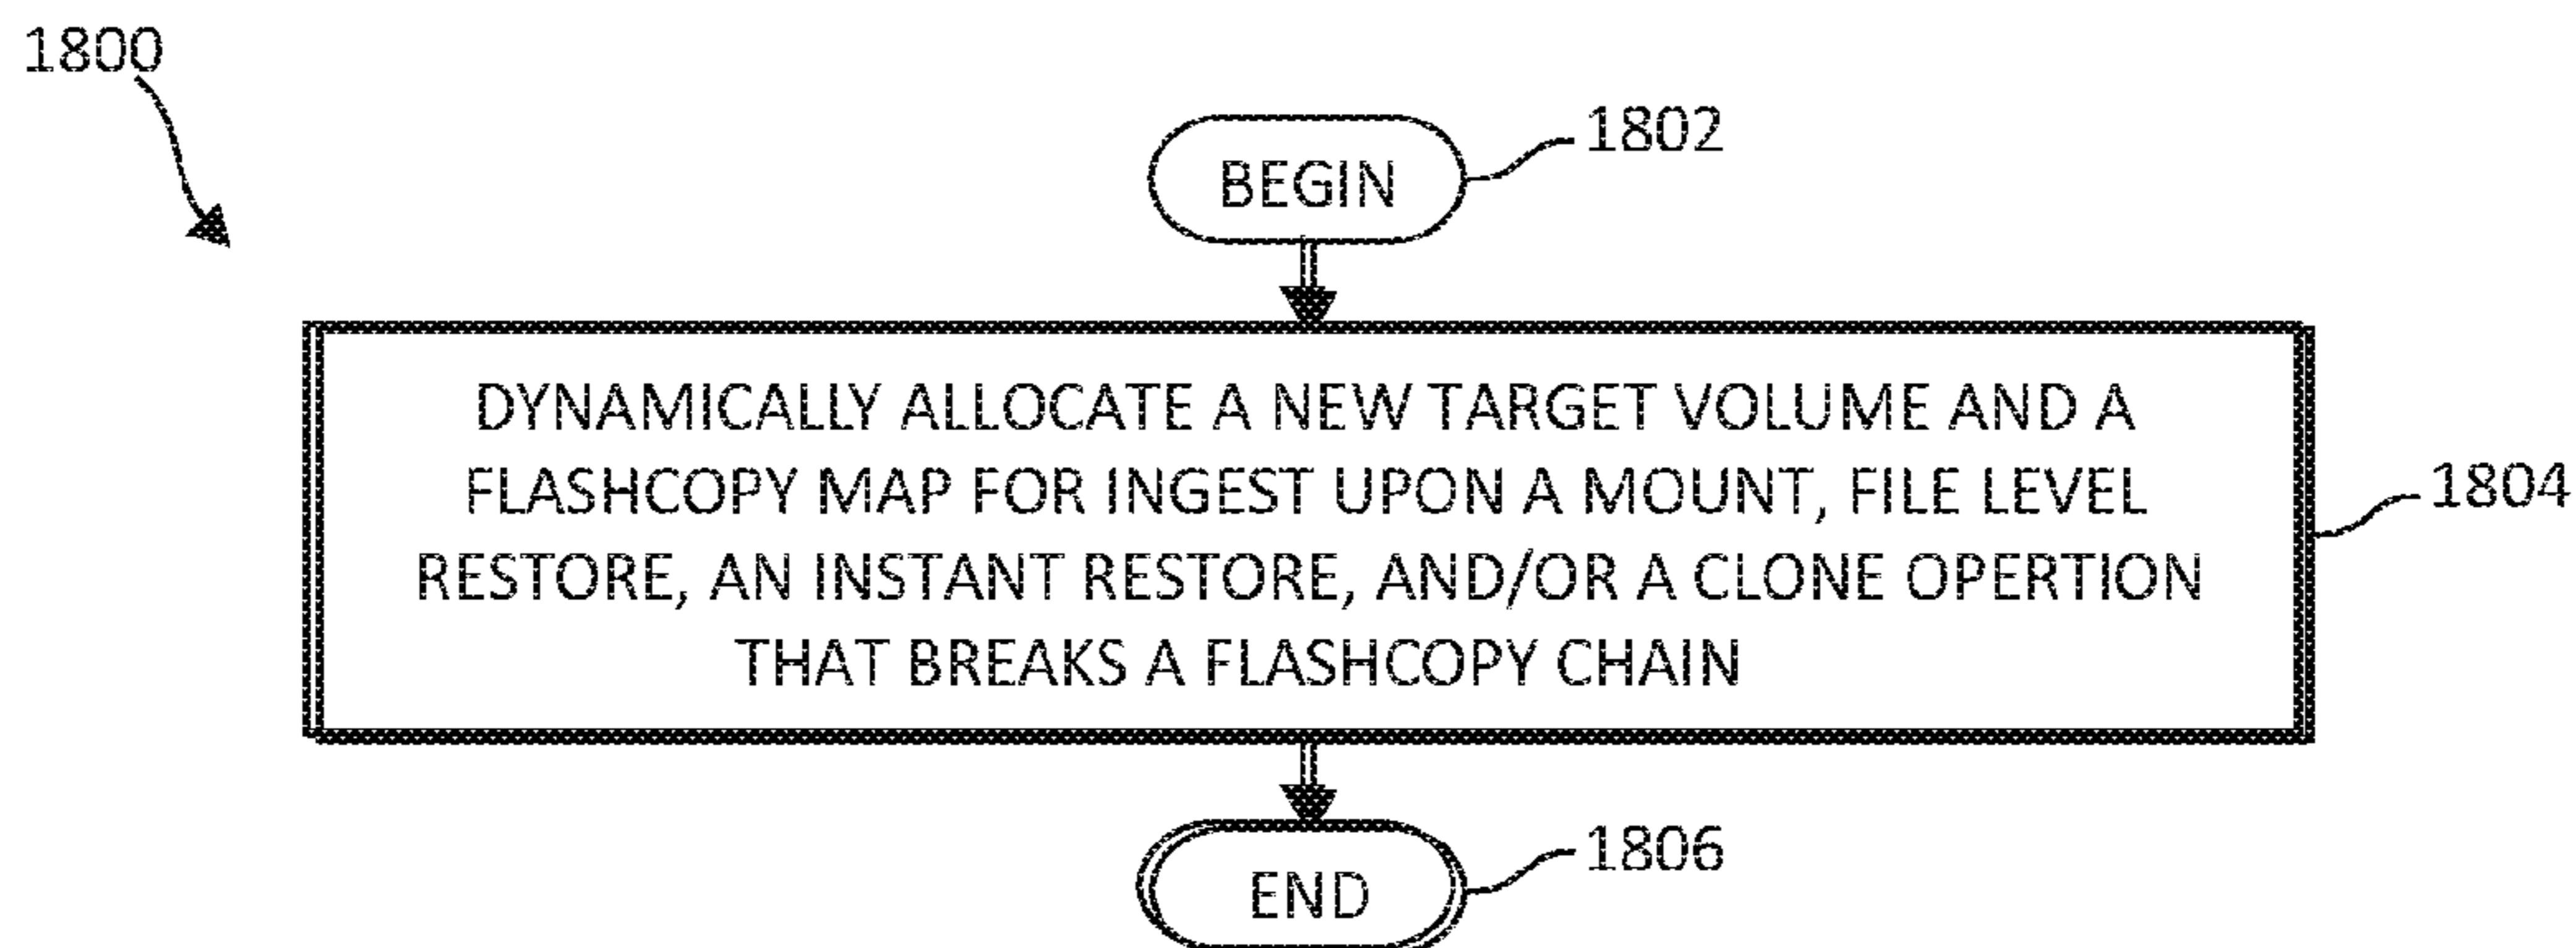 1800
1802
BEGIN
DYNAMICALLY ALLOCATE A NEW TARGET VOLUME AND A
FLASHCOPY MAP FOR INGEST UPON A MOUNT, FILE LEVEL
RESTORE, AN INSTANT RESTORE, AND/OR A CLONE OPERTION
THAT BREAKS A FLASHCOPY CHAIN
1804
1806
END